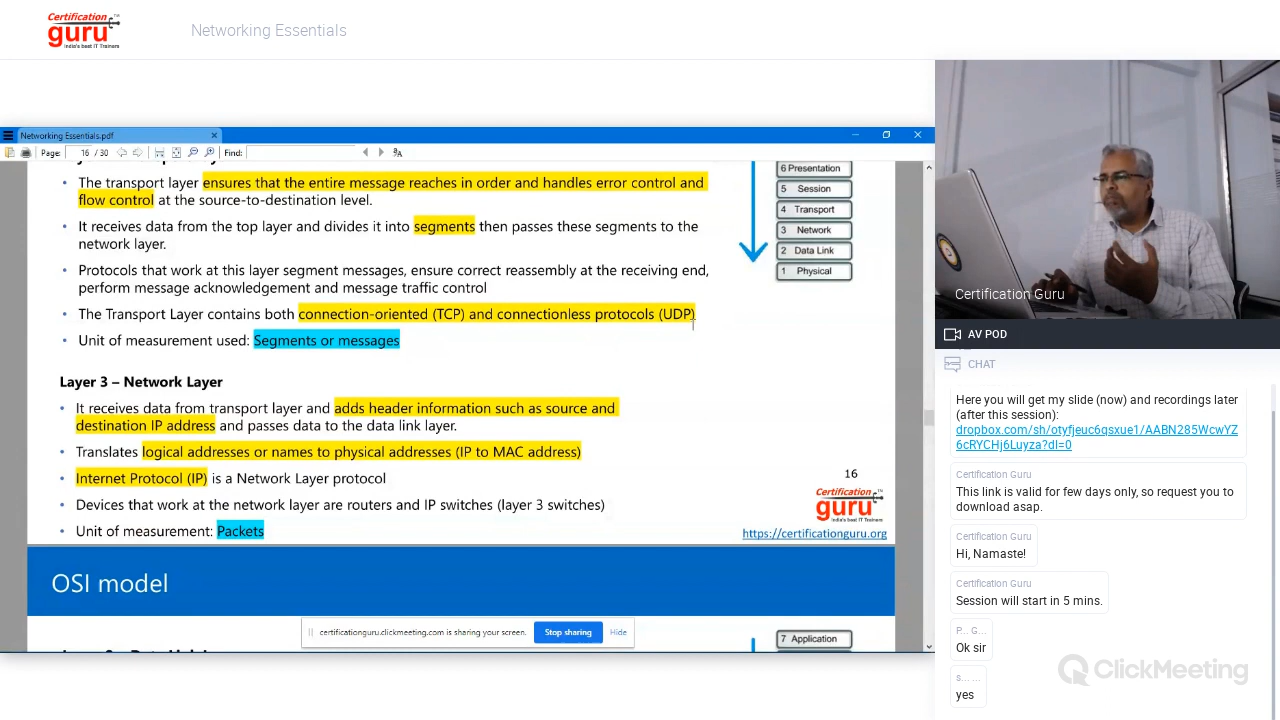 Certification
guru™
India's best IT Trainers
Networking Essentials
Networking Essentials.pdf
Page: 16 / 30 Find:
The transport layer ensures that the entire message reaches in order and handles error control and
flow control at the source-to-destination level.
It receives data from the top layer and divides it into segments then passes these segments to the
network layer.
Protocols that work at this layer segment messages, ensure correct reassembly at the receiving end,
perform message acknowledgement and message traffic control
The Transport Layer contains both connection-oriented (TCP) and connectionless protocols (UDP)
Unit of measurement used: Segments or messages
6 Presentation
5 Session
4 Transport
3 Network
2 Data Link
1 Physical
Layer 3 – Network Layer
It receives data from transport layer and adds header information such as source and
destination IP address and passes data to the data link layer.
Translates logical addresses or names to physical addresses (IP to MAC address)
Internet Protocol (IP) is a Network Layer protocol
Devices that work at the network layer are routers and IP switches (layer 3 switches)
Unit of measurement: Packets
16
Certification
guru™
India's best IT Trainers
https://certificationguru.org
OSI model
certificationguru.clickmeeting.com is sharing your screen. Stop sharing Hide
7 Application
Certification Guru
AV POD
CHAT
Here you will get my slide (now) and recordings later
(after this session):
dropbox.com/sh/otyfjeuc6qsxue1/AABN285WcwYZ
6cRYCHj6Luyza?dl=0
Certification Guru
This link is valid for few days only, so request you to
download asap.
Certification Guru
Hi, Namaste!
Certification Guru
Session will start in 5 mins.
P... G...
Ok sir
s... ...
yes
ClickMeeting